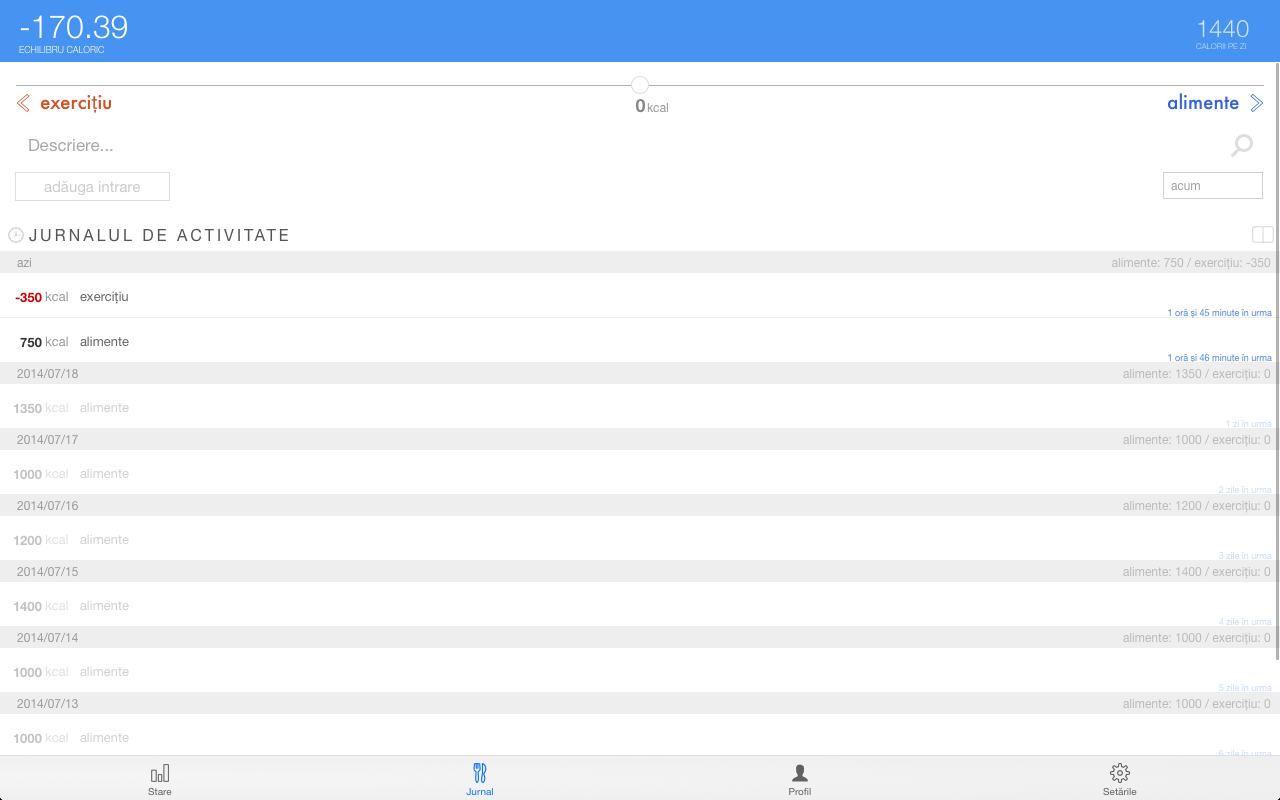 -170.39
ECHILIBRU CALORIC
1440
CALORII PE ZI
exercițiu
0 kcal
alimente
Descriere...
adăuga intrare
acum
JURNALUL DE ACTIVITATE
azi
alimente: 750 / exercițiu: -350
-350 kcal exercițiu
1 oră și 45 minute în urma
750 kcal alimente
1 oră și 46 minute în urma
2014/07/18
alimente: 1350 / exercițiu: 0
1350 kcal alimente
1 zi în urma
2014/07/17
alimente: 1000 / exercițiu: 0
1000 kcal alimente
2 zile în urma
2014/07/16
alimente: 1200 / exercițiu: 0
1200 kcal alimente
3 zile în urma
2014/07/15
alimente: 1400 / exercițiu: 0
1400 kcal alimente
4 zile în urma
2014/07/14
alimente: 1000 / exercițiu: 0
1000 kcal alimente
5 zile în urma
2014/07/13
alimente: 1000 / exercițiu: 0
1000 kcal alimente
6 zile în urma
Stare
Jurnal
Profil
Setările